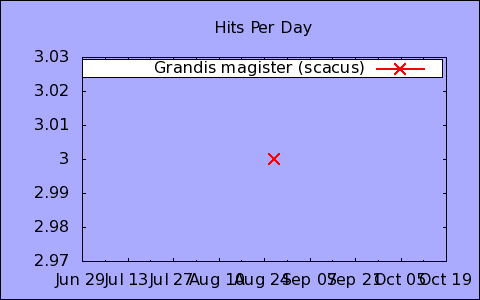 Hits Per Day
3.03
Grandis magister (scacus)
3.02
3.01
3
2.99
2.98
2.97
Jun 29 Jul 13 Jul 27 Aug 10 Aug 24 Sep 07 Sep 21 Oct 05 Oct 19